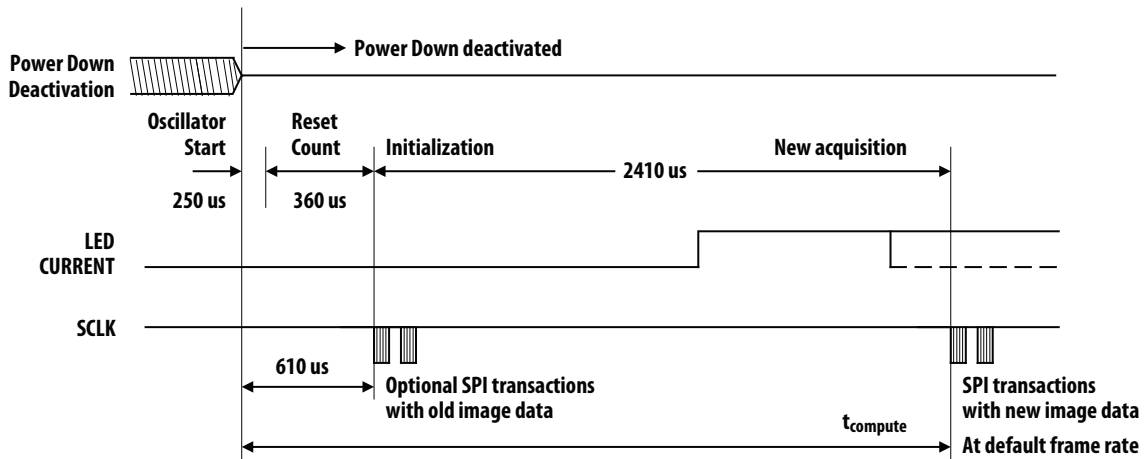 Power Down deactivated
Power Down
Deactivation
Oscillator
Start
Reset
Count
Initialization
New acquisition
2410 us
250 us
360 us
LED
CURRENT
SCLK
610 us
Optional SPI transactions
with old image data
SPI transactions
with new image data
tcompute
At default frame rate